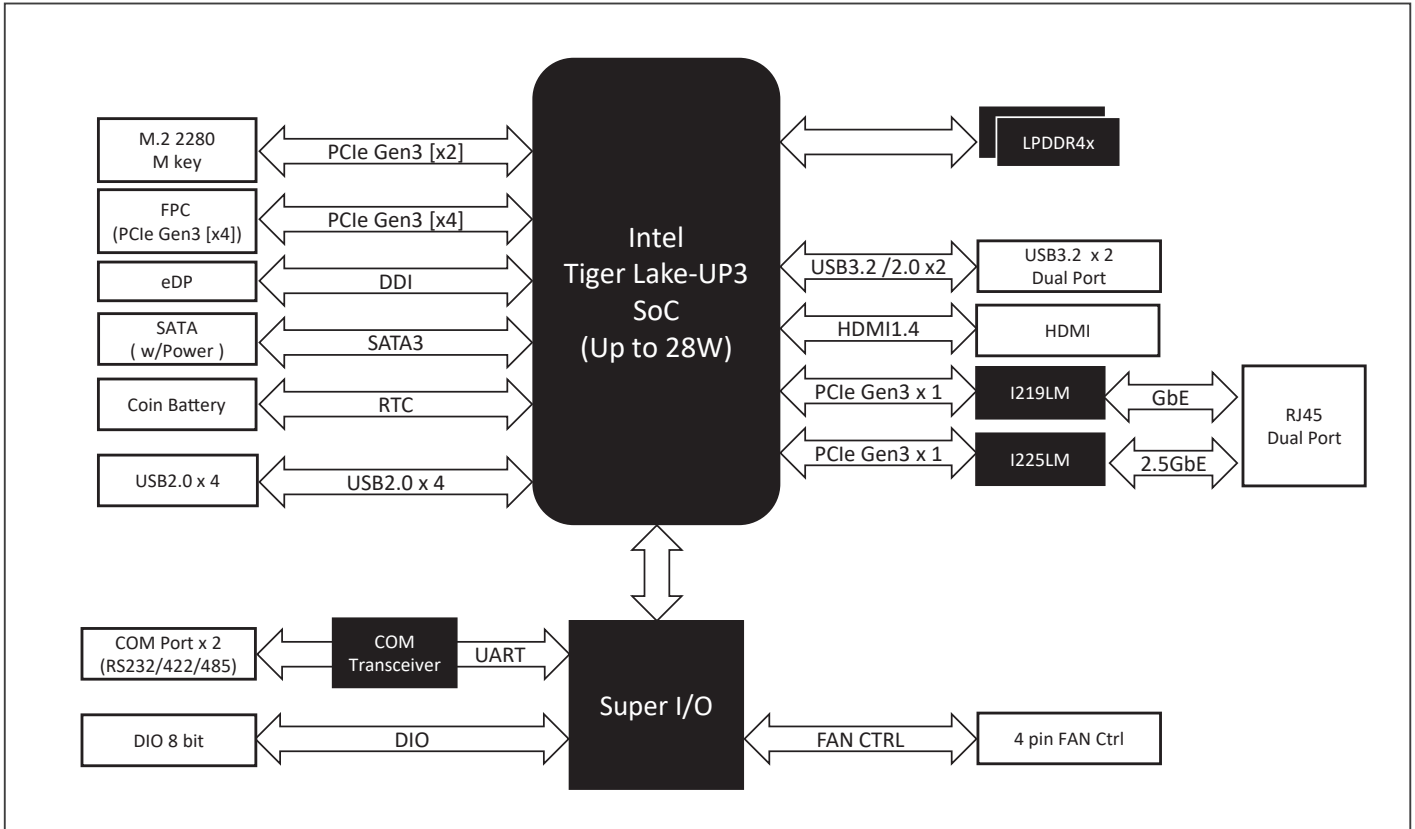 M.2 2280
M key
PCIe Gen3 [x2]
FPC
(PCIe Gen3 [x4])
PCIe Gen3 [x4]
eDP
DDI
SATA
( w/Power )
SATA3
Coin Battery
RTC
USB2.0 x 4
USB2.0 x 4
Intel
Tiger Lake-UP3
SoC
(Up to 28W)
LPDDR4x
USB3.2 /2.0 x2
USB3.2 x 2
Dual Port
HDMI1.4
HDMI
PCIe Gen3 x 1
I219LM
GbE
PCIe Gen3 x 1
I225LM
2.5GbE
RJ45
Dual Port
COM Port x 2
(RS232/422/485)
COM
Transceiver
UART
Super I/O
DIO 8 bit
DIO
FAN CTRL
4 pin FAN Ctrl